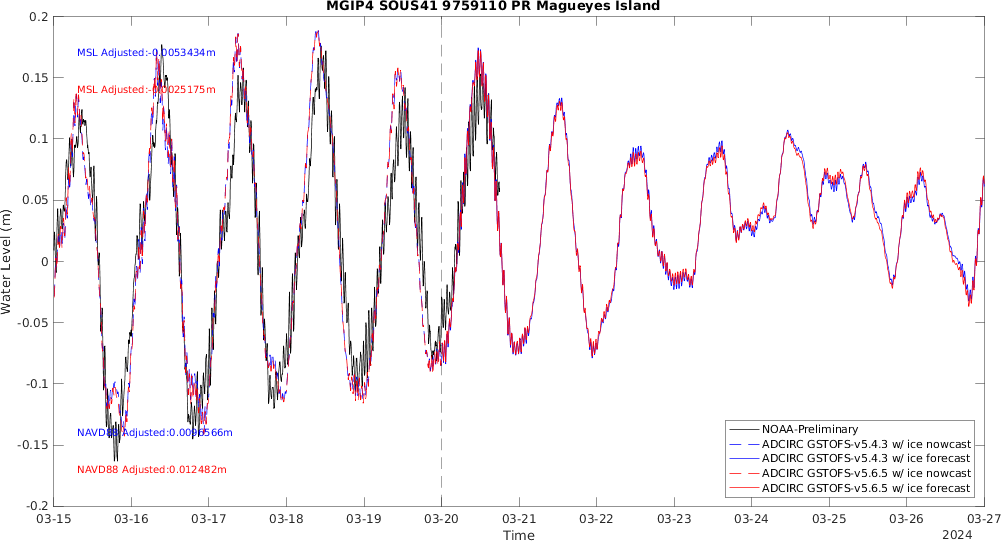 MGIP4 SOUS41 9759110 PR Magueyes Island
0.2
0.15
0.1
0.05
0
-0.05
-0.1
-0.15
-0.2
Water Level (m)
MSL Adjusted:-0.0053434m
MSL Adjusted:-0.0025175m
NAVD88 Adjusted:0.0096566m
NAVD88 Adjusted:0.012482m
NOAA-Preliminary
ADCIRC GSTOFS-v5.4.3 w/ ice nowcast
ADCIRC GSTOFS-v5.4.3 w/ ice forecast
ADCIRC GSTOFS-v5.6.5 w/ ice nowcast
ADCIRC GSTOFS-v5.6.5 w/ ice forecast
03-15 03-16 03-17 03-18 03-19 03-20 03-21 03-22 03-23 03-24 03-25 03-26 03-27
Time
2024